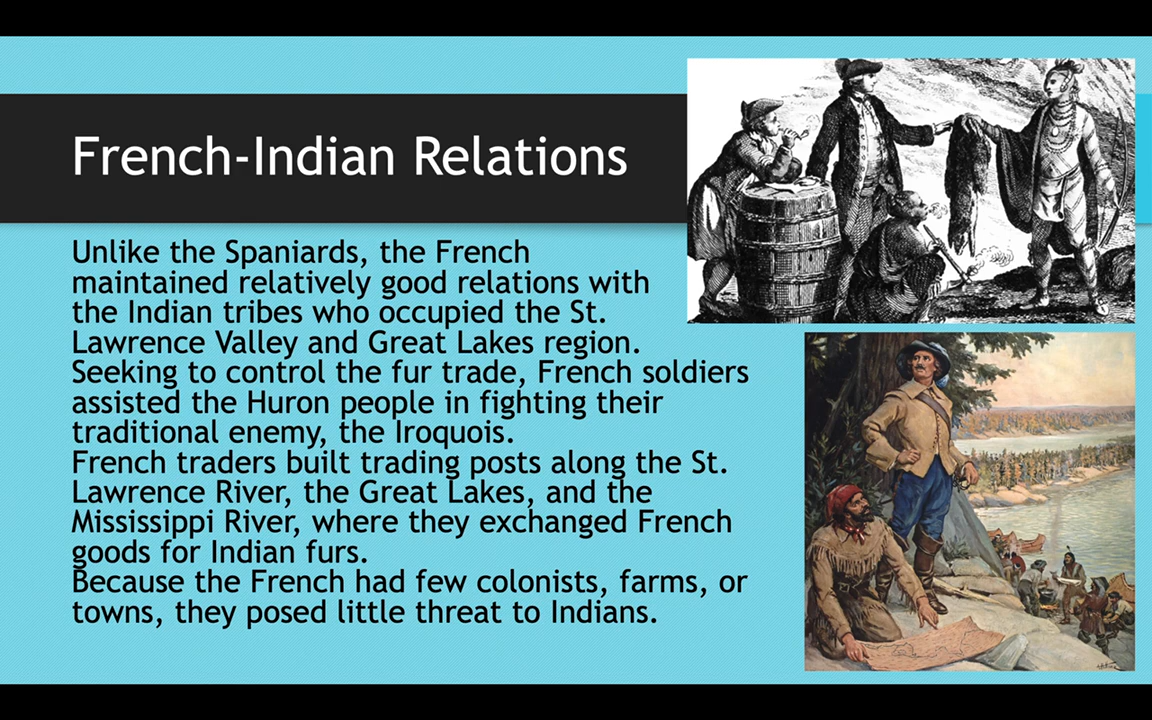 French-Indian Relations
Unlike the Spaniards, the French
maintained relatively good relations with
the Indian tribes who occupied the St.
Lawrence Valley and Great Lakes region.
Seeking to control the fur trade, French soldiers
assisted the Huron people in fighting their
traditional enemy, the Iroquois.
French traders built trading posts along the St.
Lawrence River, the Great Lakes, and the
Mississippi River, where they exchanged French
goods for Indian furs.
Because the French had few colonists, farms, or
towns, they posed little threat to Indians.